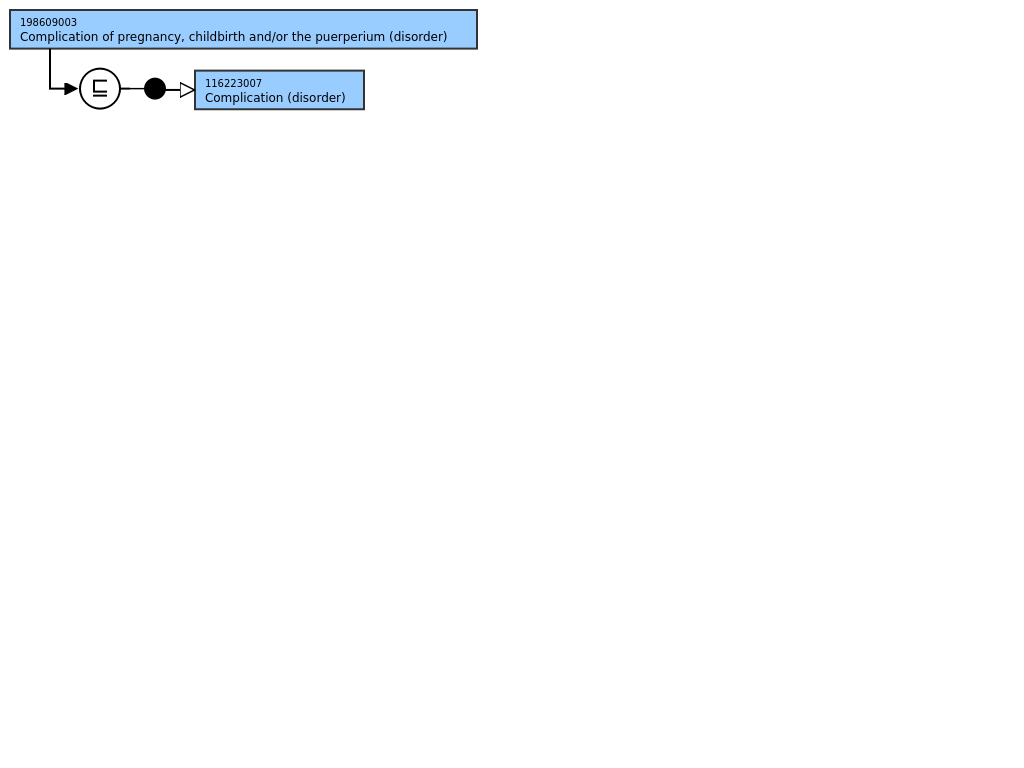 198609003
Complication of pregnancy, childbirth and/or the puerperium (disorder)
⊑
116223007
Complication (disorder)